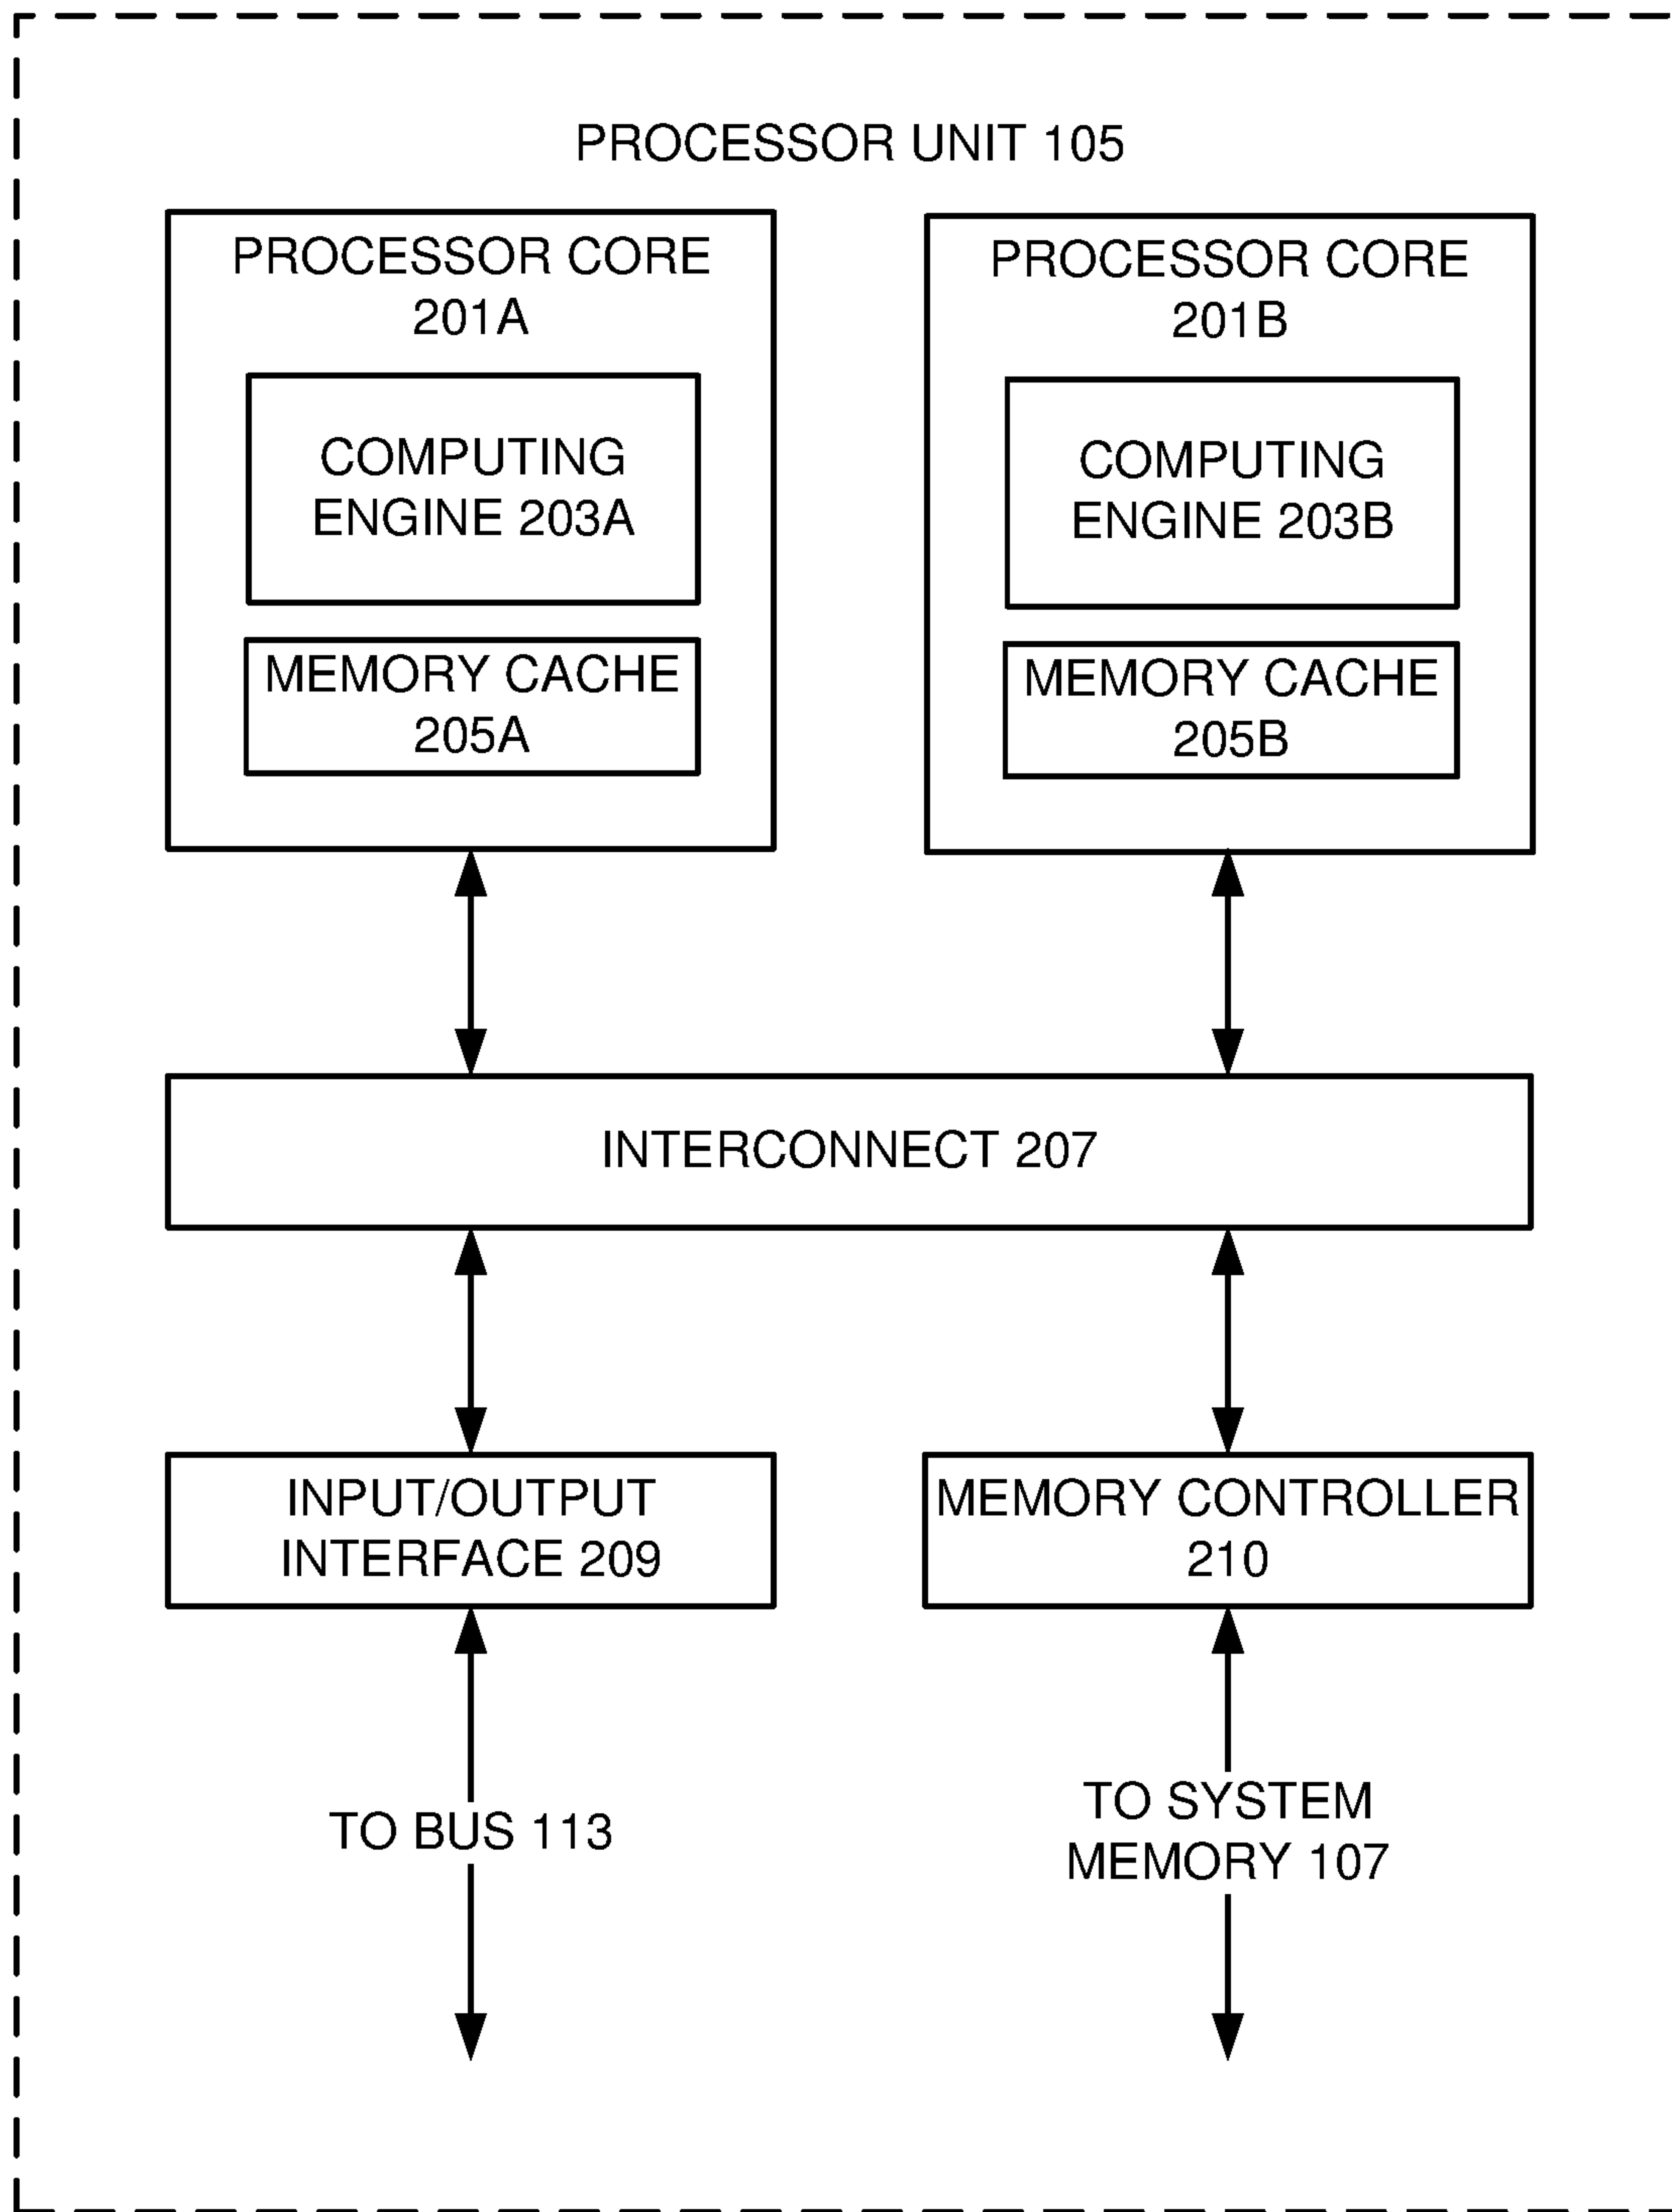 PROCESSOR UNIT 105
PROCESSOR CORE
201A
COMPUTING
ENGINE 203A
MEMORY CACHE
205A
PROCESSOR CORE
201B
COMPUTING
ENGINE 203B
MEMORY CACHE
205B
INTERCONNECT 207
INPUT/OUTPUT
INTERFACE 209
MEMORY CONTROLLER
210
TO BUS 113
TO SYSTEM
MEMORY 107